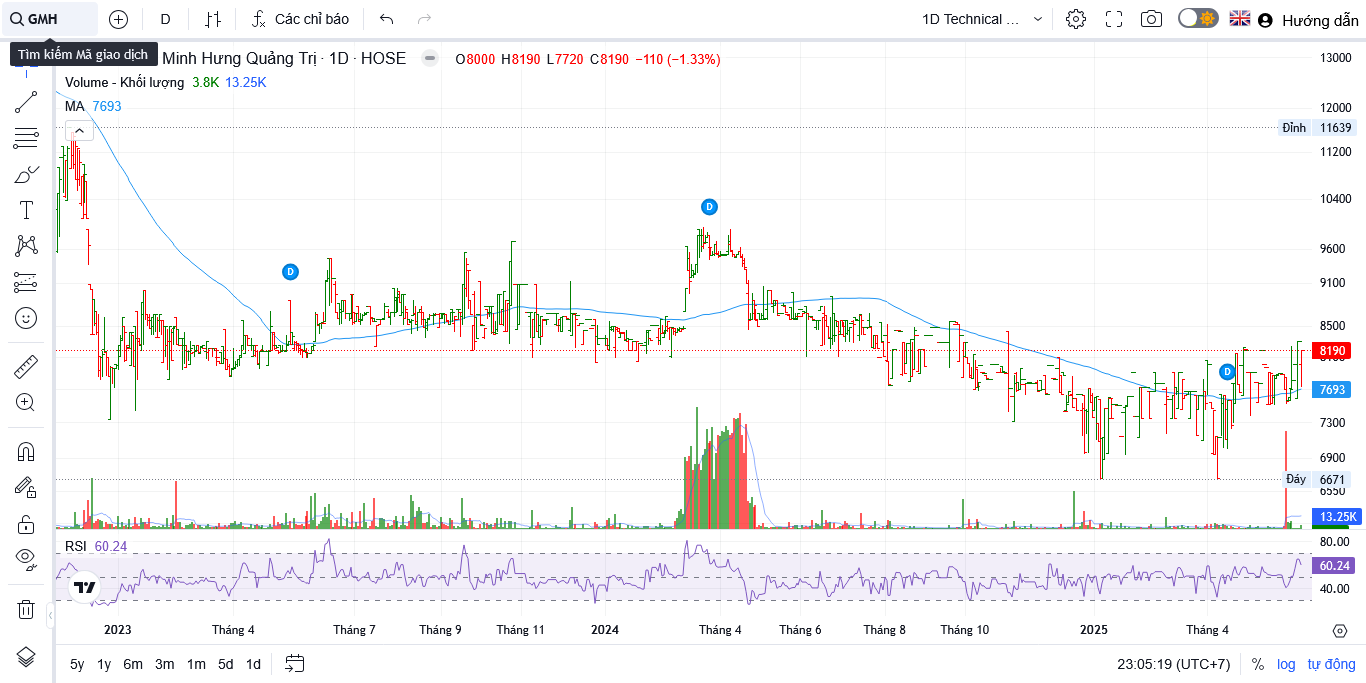 GMH D Các chỉ báo 1D Technical ... Hướng dẫn
Tìm kiếm Mã giao dịch Minh Hưng Quảng Trị · 1D · HOSE O8000 H8190 L7720 C8190 −110 (−1.33%)
Volume - Khối lượng 3.8K 13.25K
MA 7693
13000
12000
Đỉnh 11639
11200
10400
D
9600
D
9100
8500
8190
D
7693
7300
6900
Đáy 6671
6550
13.25K
RSI 60.24
80.00
60.24
40.00
2023 Tháng 4 Tháng 7 Tháng 9 Tháng 11 2024 Tháng 4 Tháng 6 Tháng 8 Tháng 10 2025 Tháng 4
5y 1y 6m 3m 1m 5d 1d 23:05:19 (UTC+7) % log tự động